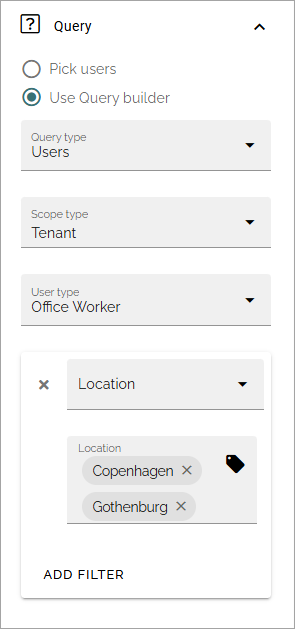 Query
Pick users
Use Query builder
Query type
Users
Scope type
Tenant
User type
Office Worker
Location
Location
Copenhagen
Gothenburg
ADD FILTER